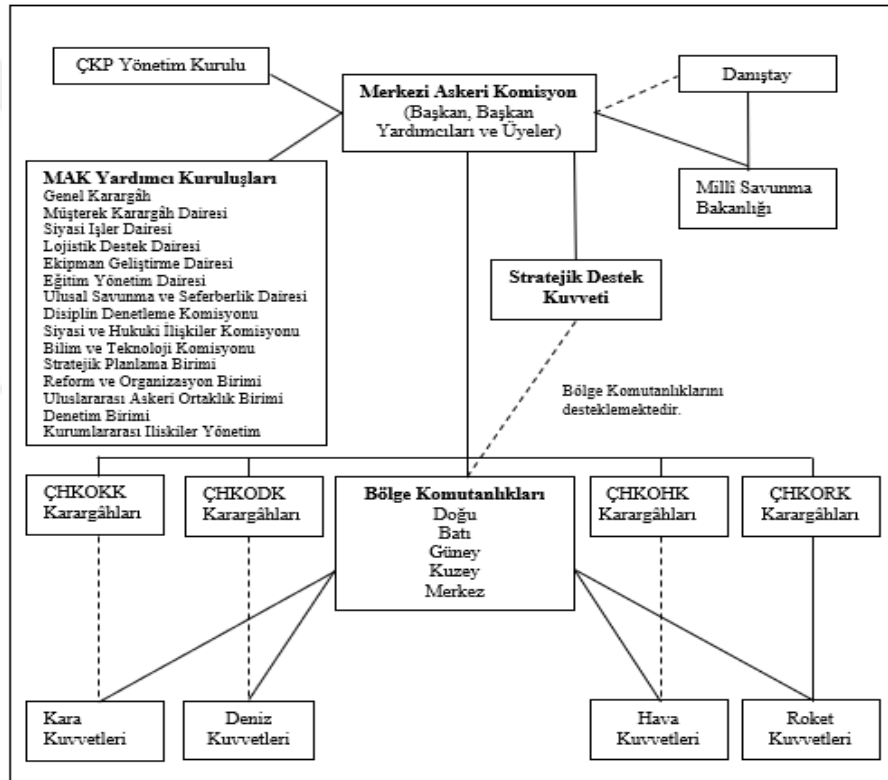 ÇKP Yönetim Kurulu
Merkezi Askeri Komisyon
(Başkan, Başkan
Yardımcıları ve Üyeler)
Danıştay
MAK Yardımcı Kuruluşları
Genel Karargâh
Müşterek Karargâh Dairesi
Siyasi Işler Dairesi
Lojistik Destek Dairesi
Ekipman Geliştirme Dairesi
Eğitim Yönetim Dairesi
Ulusal Savunma ve Seferberlik Dairesi
Disiplin Denetleme Komisyonu
Siyasi ve Hukuki İlişkiler Komisyonu
Bilim ve Teknoloji Komisyonu
Stratejik Planlama Birimi
Reform ve Organizasyon Birimi
Uluslararası Askeri Ortaklık Birimi
Denetim Birimi
Kurumlararası Iliskiler Yönetim
Millî Savunma
Bakanlığı
Stratejik Destek
Kuvveti
Bölge Komutanlıklarını
desteklemektedir.
ÇHKOKK
Karargâhları
ÇHKODK
Karargâhları
Bölge Komutanlıkları
Doğu
Batı
Güney
Kuzey
Merkez
ÇHKOHK
Karargâhları
ÇHKORK
Karargâhları
Kara
Kuvvetleri
Deniz
Kuvvetleri
Hava
Kuvvetleri
Roket
Kuvvetleri